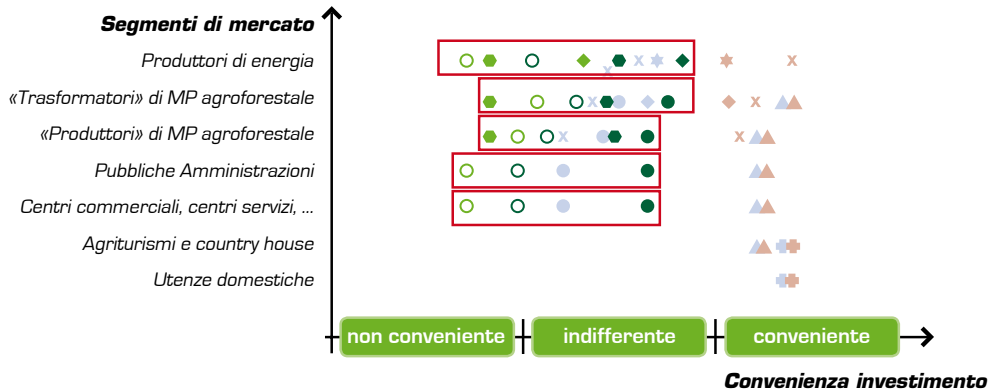 Segmenti di mercato
Produttori di energia
«Trasformatori» di MP agroforestale
«Produttori» di MP agroforestale
Pubbliche Amministrazioni
Centri commerciali, centri servizi, ...
Agriturismi e country house
Utenze domestiche
non conveniente indifferente conveniente
Convenienza investimento